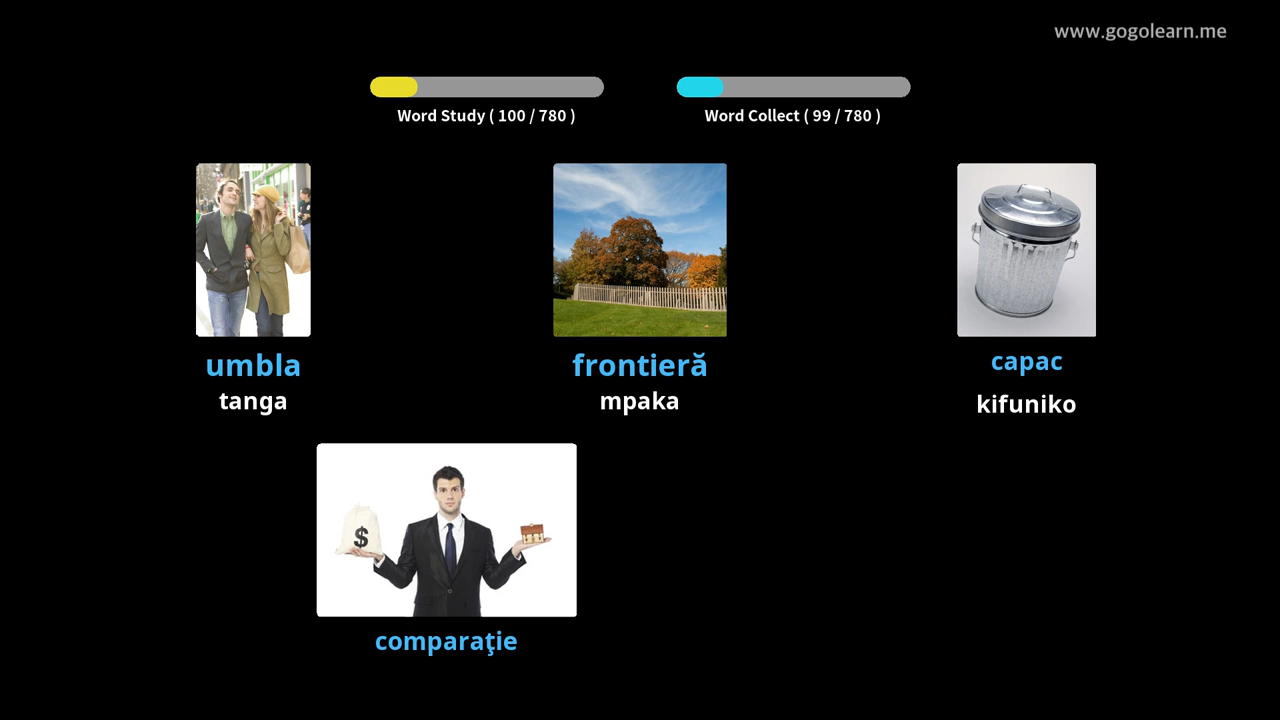 www.gogolearn.me
Word Study ( 100 / 780 )
Word Collect ( 99 / 780 )
umbla
tanga
frontieră
mpaka
capac
kifuniko
$
comparaţie